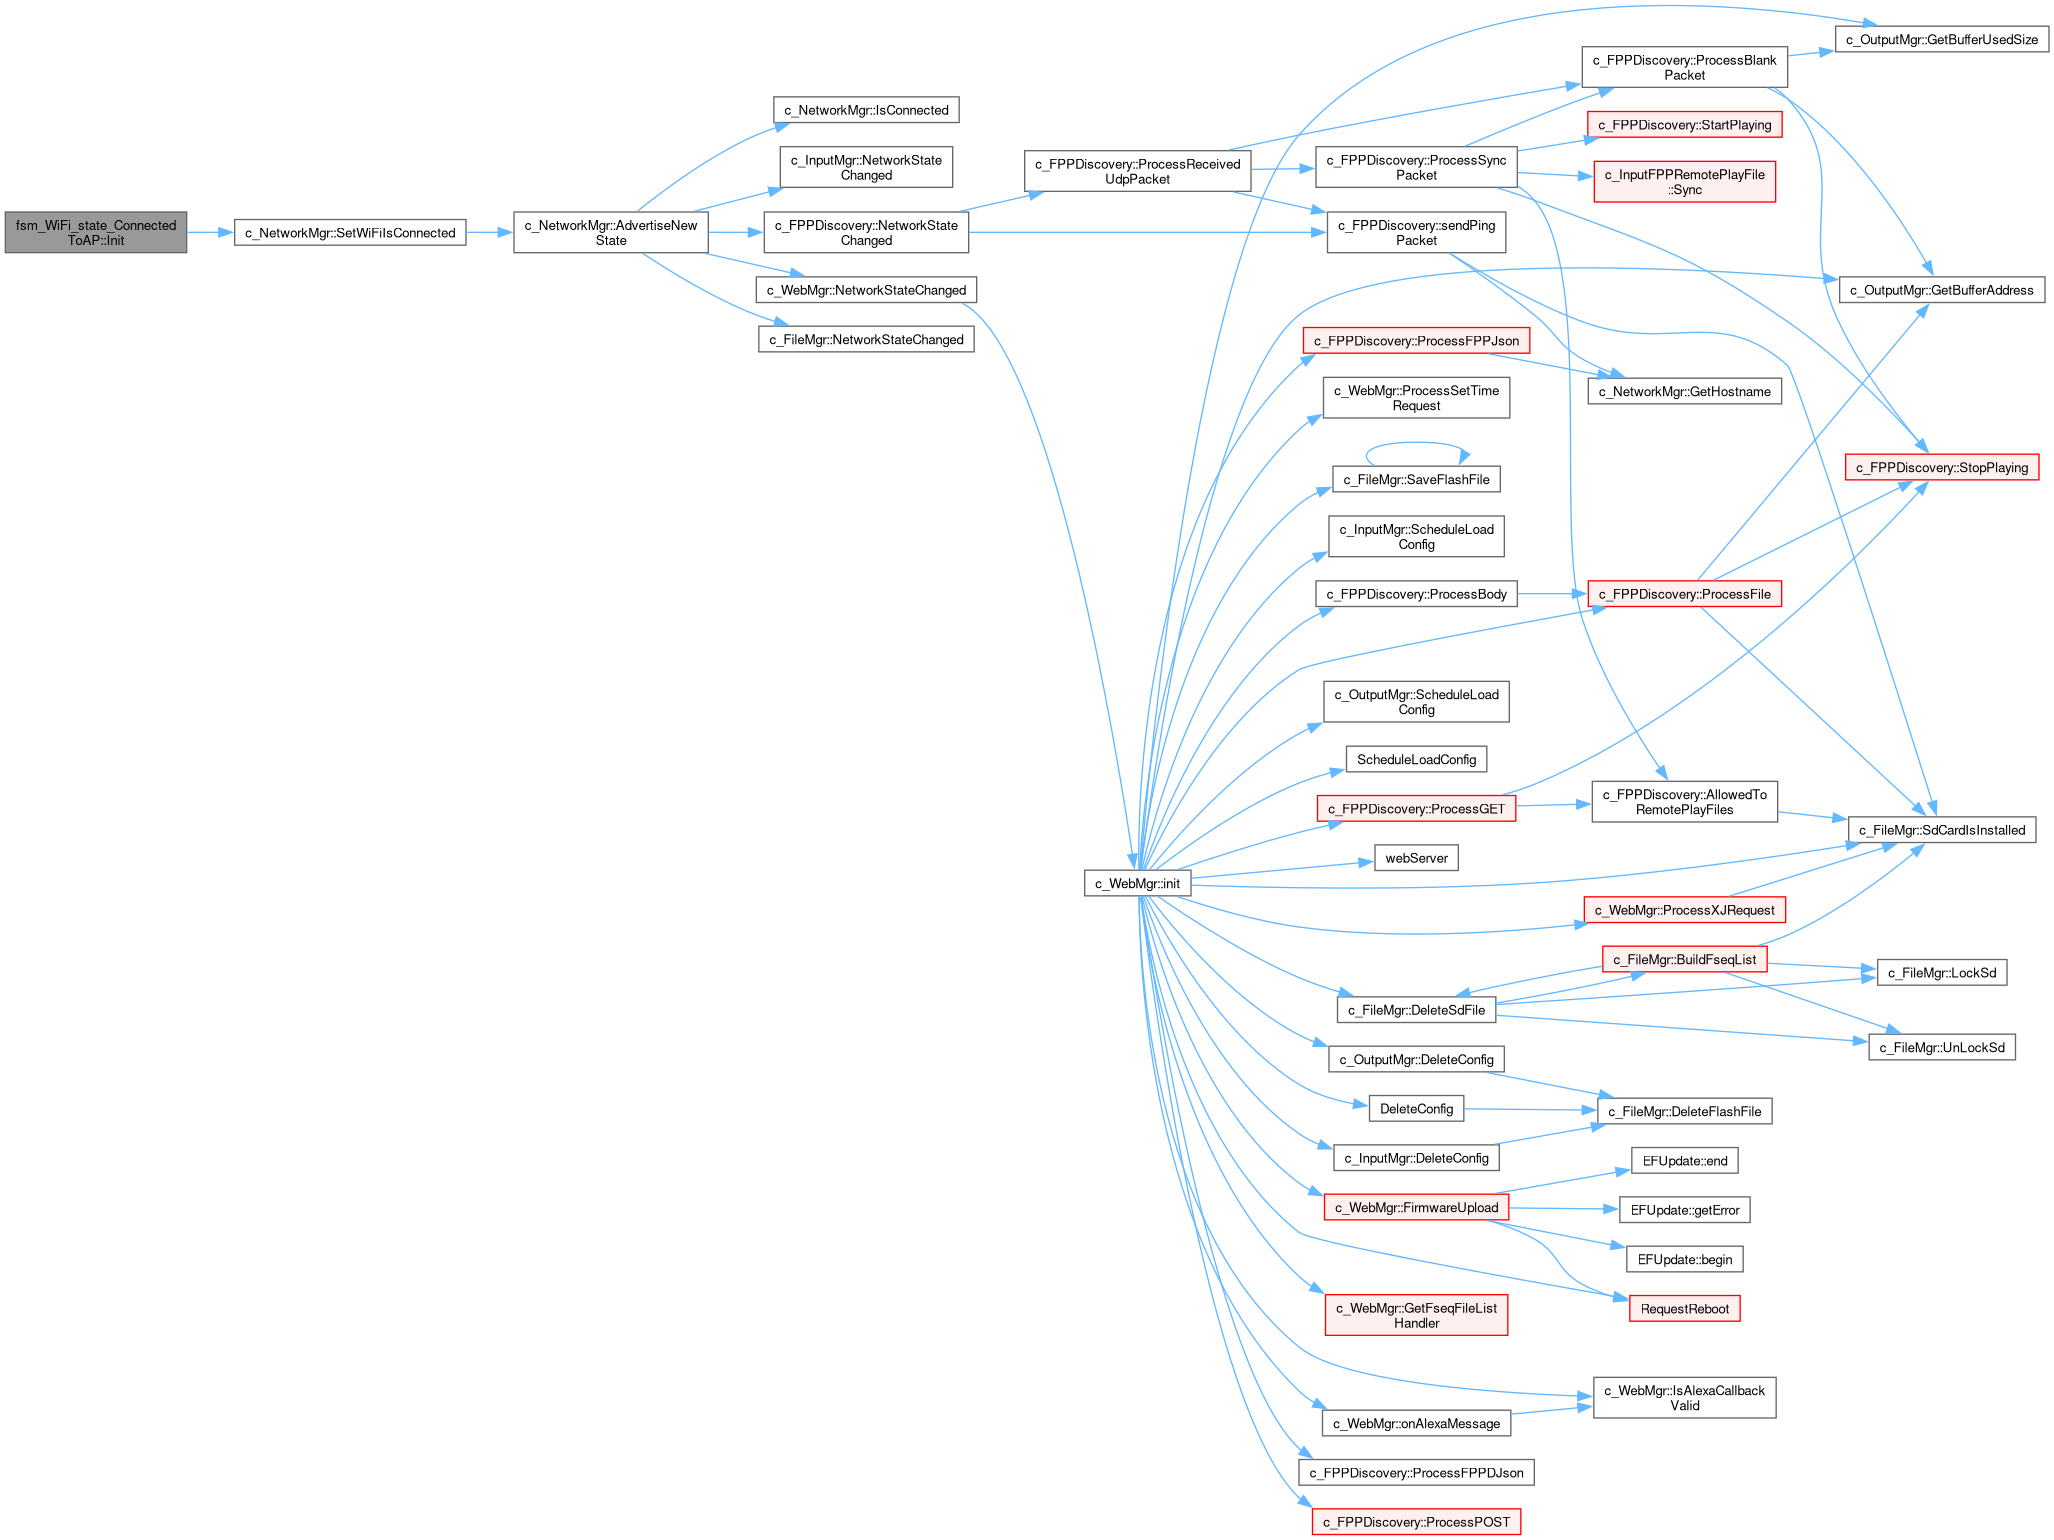 fsm_WiFi_state_Connected
ToAP::Init
c_NetworkMgr::SetWiFiIsConnected
c_NetworkMgr::AdvertiseNew
State
c_NetworkMgr::IsConnected
c_InputMgr::NetworkState
Changed
c_FPPDiscovery::NetworkState
Changed
c_WebMgr::NetworkStateChanged
c_FileMgr::NetworkStateChanged
c_FPPDiscovery::ProcessReceived
UdpPacket
c_WebMgr::init
c_FPPDiscovery::ProcessSync
Packet
c_FPPDiscovery::sendPing
Packet
c_FPPDiscovery::ProcessFPPJson
c_WebMgr::ProcessSetTime
Request
c_FileMgr::SaveFlashFile
c_InputMgr::ScheduleLoad
Config
c_FPPDiscovery::ProcessBody
c_OutputMgr::ScheduleLoad
Config
ScheduleLoadConfig
c_FPPDiscovery::ProcessGET
webServer
c_FileMgr::DeleteSdFile
c_OutputMgr::DeleteConfig
DeleteConfig
c_InputMgr::DeleteConfig
c_WebMgr::FirmwareUpload
c_WebMgr::GetFseqFileList
Handler
c_WebMgr::onAlexaMessage
c_FPPDiscovery::ProcessFPPDJson
c_FPPDiscovery::ProcessPOST
c_FPPDiscovery::ProcessBlank
Packet
c_FPPDiscovery::StartPlaying
c_InputFPPRemotePlayFile
::Sync
c_NetworkMgr::GetHostname
c_FPPDiscovery::ProcessFile
c_FPPDiscovery::AllowedTo
RemotePlayFiles
c_WebMgr::ProcessXJRequest
c_FileMgr::BuildFseqList
c_FileMgr::DeleteFlashFile
EFUpdate::end
EFUpdate::getError
EFUpdate::begin
RequestReboot
c_WebMgr::IsAlexaCallback
Valid
c_OutputMgr::GetBufferUsedSize
c_OutputMgr::GetBufferAddress
c_FPPDiscovery::StopPlaying
c_FileMgr::SdCardIsInstalled
c_FileMgr::LockSd
c_FileMgr::UnLockSd